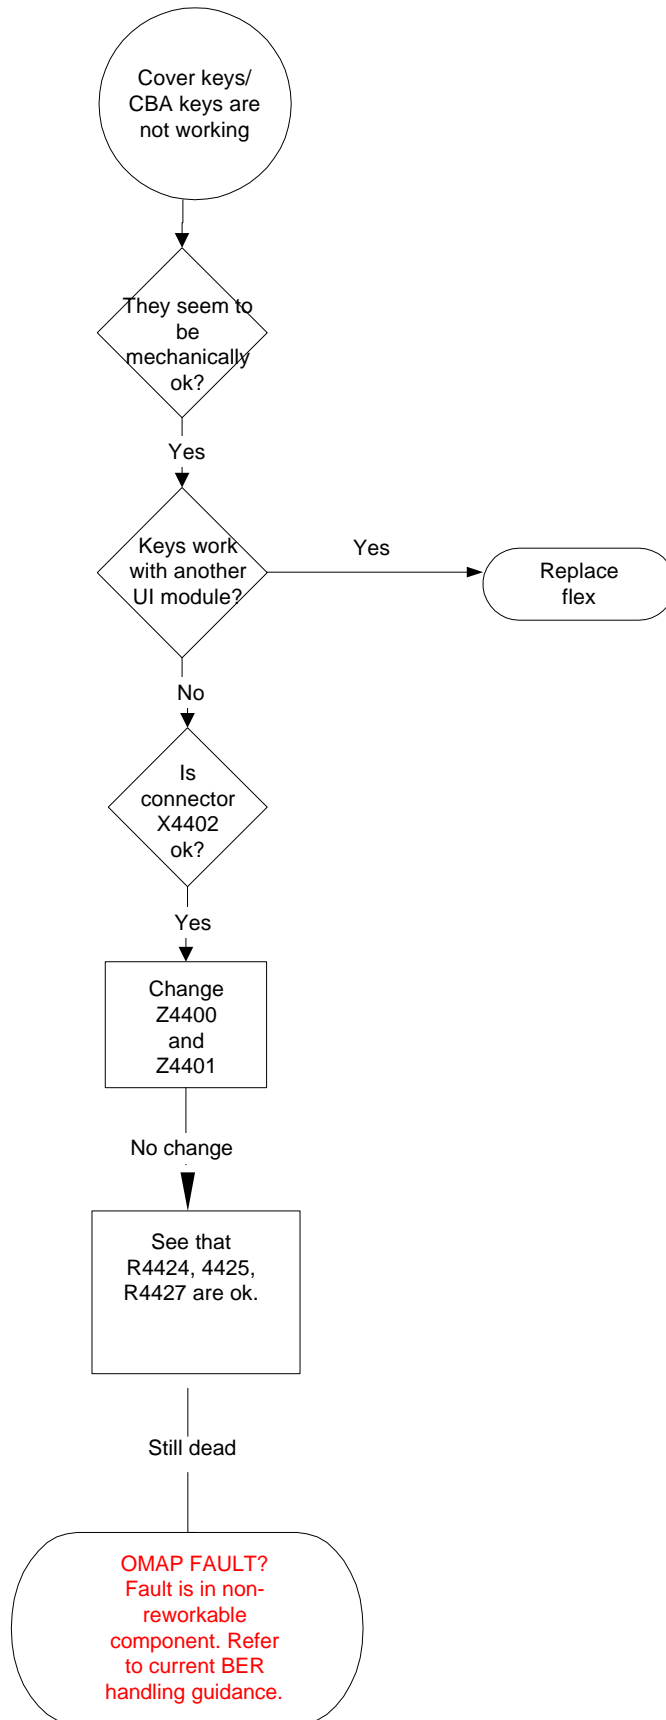 Cover keys/
CBA keys are
not working
They seem to
be
mechanically
ok?
Yes
Keys work
with another
UI module?
Yes
Replace
flex
No
Is
connector
X4402
ok?
Yes
Change
Z4400
and
Z4401
No change
See that
R4424, 4425,
R4427 are ok.
Still dead
OMAP FAULT?
Fault is in non-
reworkable
component. Refer
to current BER
handling guidance.